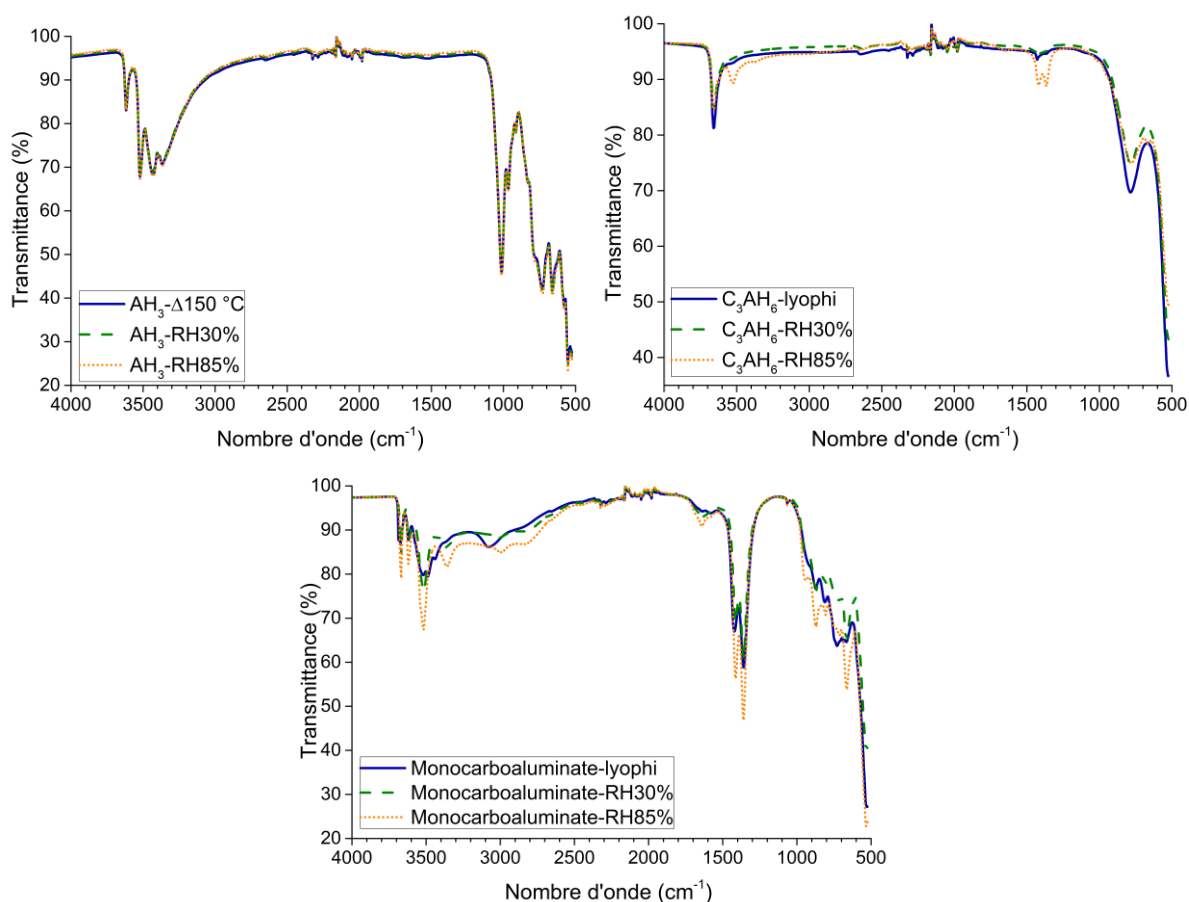 100
90
80
70
60
50
40
30
20
Transmittance (%)
AH₃-Δ150 °C
AH₃-RH30%
AH₃-RH85%
4000 3500 3000 2500 2000 1500 1000 500
Nombre d'onde (cm⁻¹)
100
90
80
70
60
50
40
Transmittance (%)
C₃AH₆-lyophi
C₃AH₆-RH30%
C₃AH₆-RH85%
4000 3500 3000 2500 2000 1500 1000 500
Nombre d'onde (cm⁻¹)
100
90
80
70
60
50
40
30
20
Transmittance (%)
Monocarboaluminate-lyophi
Monocarboaluminate-RH30%
Monocarboaluminate-RH85%
4000 3500 3000 2500 2000 1500 1000 500
Nombre d'onde (cm⁻¹)